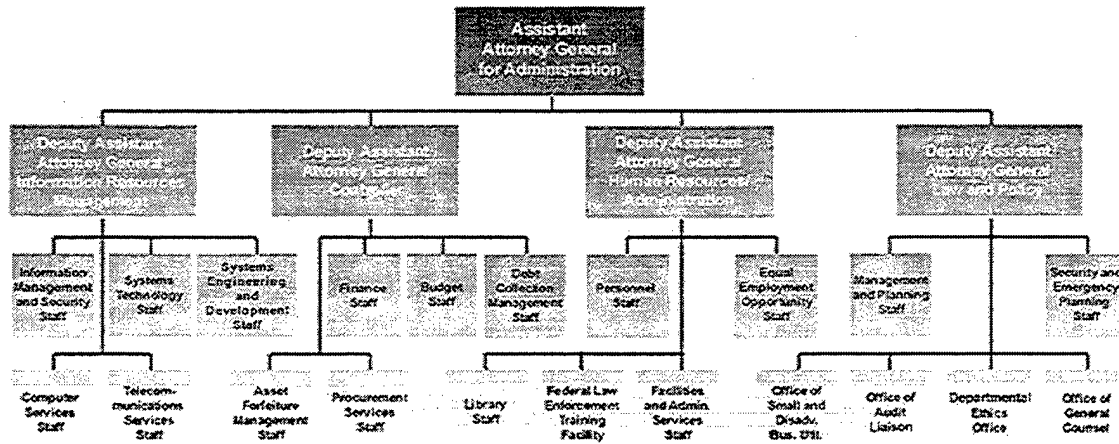 Assistant
Attorney General
for Administration
Deputy Assistant
Attorney General
Information Resources
Management
Deputy Assistant
Attorney General
Controller
Deputy Assistant
Attorney General
Human Resources/
Administration
Deputy Assistant
Attorney General
Law and Policy
Information
Management
and Security
Staff
Systems
Technology
Staff
Systems
Engineering
and
Development
Staff
Finance
Staff
Budget
Staff
Debt
Collection
Management
Staff
Personnel
Staff
Equal
Employment
Opportunity
Staff
Management
and Planning
Staff
Security and
Emergency
Planning
Staff
Computer
Services
Staff
Telecom-
munications
Services
Staff
Asset
Forfeiture
Management
Staff
Procurement
Services
Staff
Library
Staff
Federal Law
Enforcement
Training
Facility
Facilities
and Admin.
Services
Staff
Office of
Small and
Disadv.
Bus. Util.
Office of
Audit
Liaison
Departmental
Ethics
Office
Office of
General
Counsel